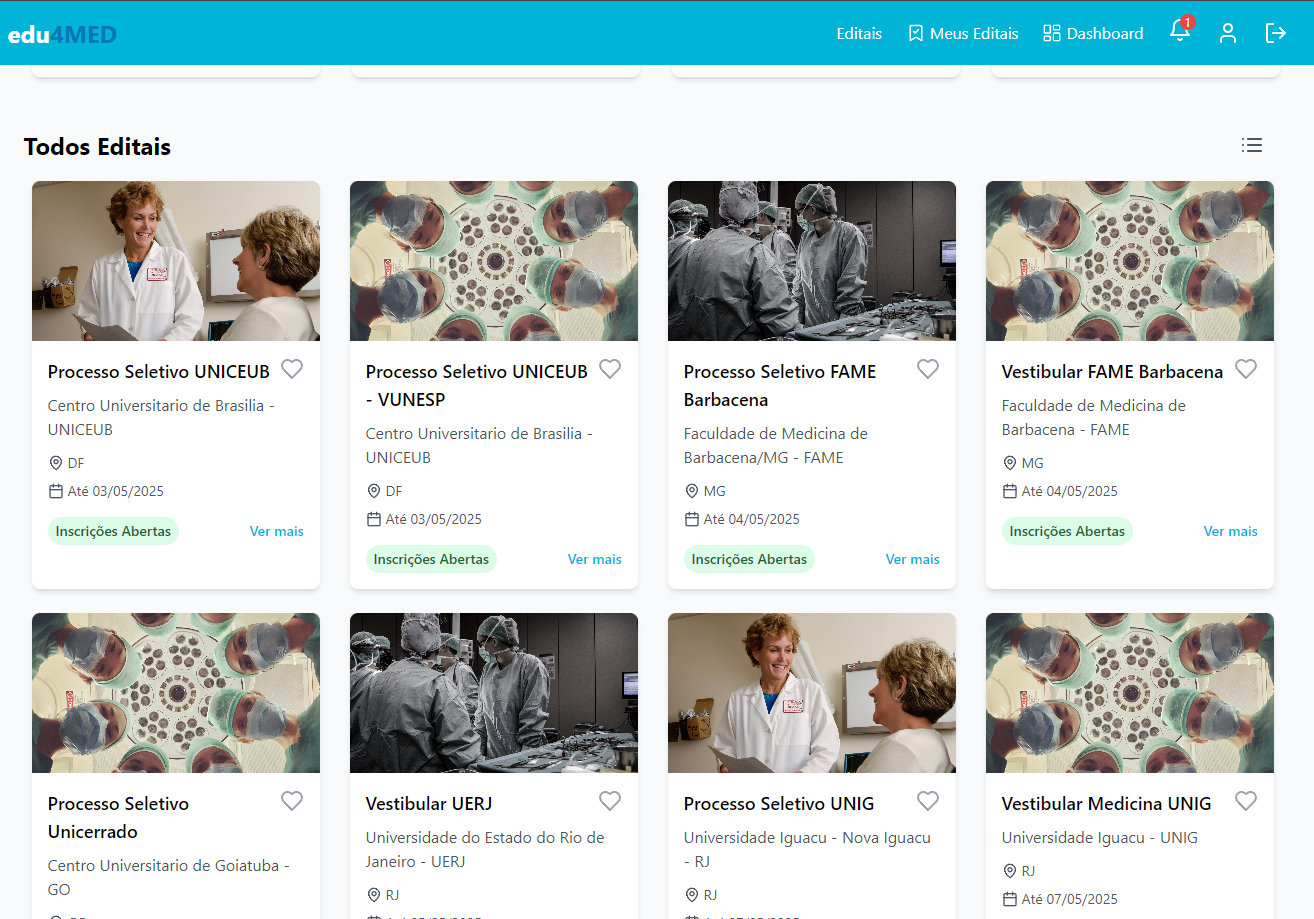 edu4MED
Editais
Meus Editais
Dashboard
1
Todos Editais
Processo Seletivo UNICEUB
Centro Universitario de Brasilia -
UNICEUB
DF
Até 03/05/2025
Inscrições Abertas
Ver mais
Processo Seletivo UNICEUB
- VUNESP
Centro Universitario de Brasilia -
UNICEUB
DF
Até 03/05/2025
Inscrições Abertas
Ver mais
Processo Seletivo FAME
Barbacena
Faculdade de Medicina de
Barbacena/MG - FAME
MG
Até 04/05/2025
Inscrições Abertas
Ver mais
Vestibular FAME Barbacena
Faculdade de Medicina de
Barbacena - FAME
MG
Até 04/05/2025
Inscrições Abertas
Ver mais
Processo Seletivo
Unicerrado
Centro Universitario de Goiatuba -
GO
Vestibular UERJ
Universidade do Estado do Rio de
Janeiro - UERJ
RJ
Processo Seletivo UNIG
Universidade Iguacu - Nova Iguacu
- RJ
RJ
Vestibular Medicina UNIG
Universidade Iguacu - UNIG
RJ
Até 07/05/2025